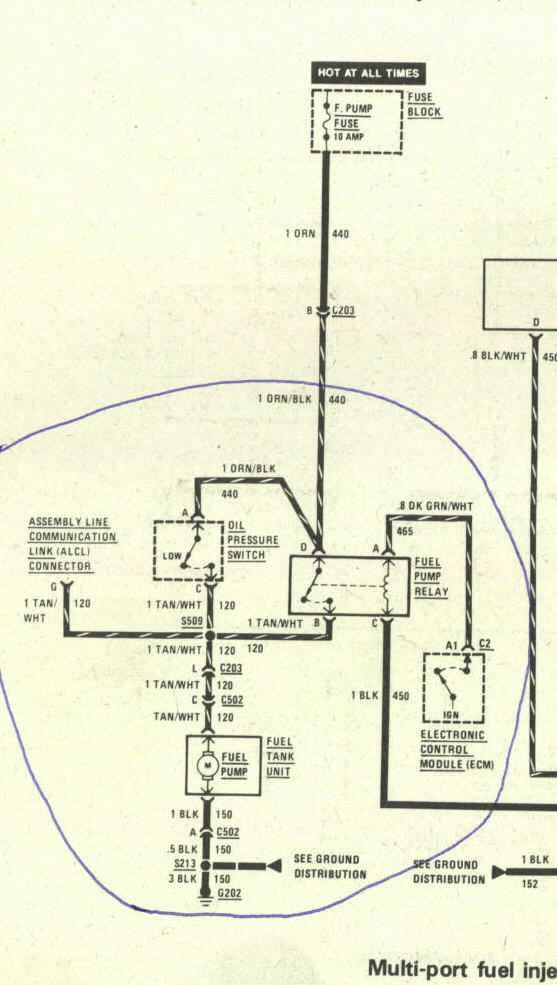 HOT AT ALL TIMES
FUSE
BLOCK
F. PUMP
FUSE
10 AMP
1 ORN 440
B C203
D
.8 BLK/WHT 450
1 ORN/BLK 440
1 ORN/BLK
440
.8 DK GRN/WHT
465
ASSEMBLY LINE
COMMUNICATION
LINK (ALCL)
CONNECTOR
A
OIL
PRESSURE
SWITCH
LOW
D
A
FUEL
PUMP
RELAY
G
C
1 TAN/
WHT
120
1 TAN/WHT 120
S509
1 TAN/WHT
120
B
C
1 TAN/WHT 120
L C203
1 TAN/WHT 120
C C502
TAN/WHT 120
1 BLK 450
A1 C2
IGN
ELECTRONIC
CONTROL
MODULE (ECM)
M
FUEL
PUMP
FUEL
TANK
UNIT
1 BLK 150
A C502
.5 BLK 150
S213
3 BLK 150
G202
SEE GROUND
DISTRIBUTION
SEE GROUND
DISTRIBUTION
1 BLK
152
Multi-port fuel inje